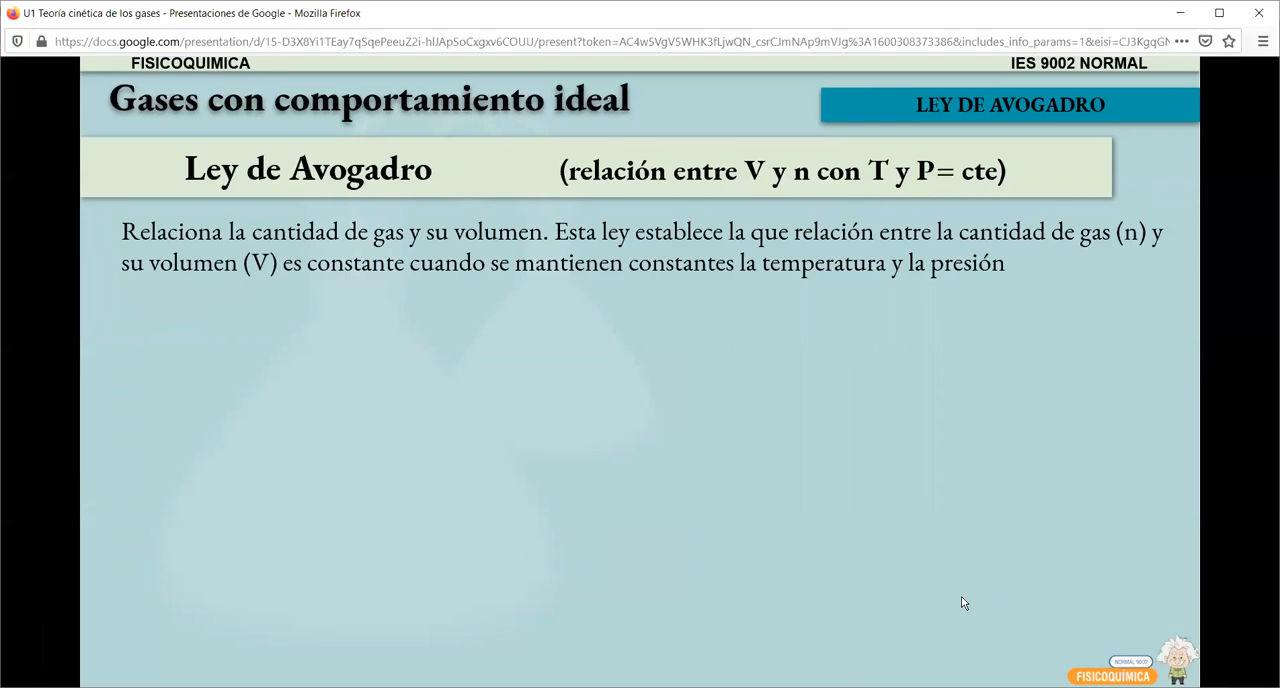 U1 Teoría cinética de los gases - Presentaciones de Google - Mozilla Firefox
https://docs.google.com/presentation/d/15-D3X8Yi1TEay7qSqePeeuZ2i-hIJApSoCxgxv6COUU/present?token=AC4w5VgV5WHK3fLjwQN_csrCJmNAp9mVJg%3A1600308373386&includes_info_params=1&eisi=CJ3KgqGN
FISICOQUIMICA IES 9002 NORMAL
Gases con comportamiento ideal LEY DE AVOGADRO
Ley de Avogadro (relación entre V y n con T y P= cte)
Relaciona la cantidad de gas y su volumen. Esta ley establece la que relación entre la cantidad de gas (n) y
su volumen (V) es constante cuando se mantienen constantes la temperatura y la presión
NORMAL 9002
FISICOQUÍMICA